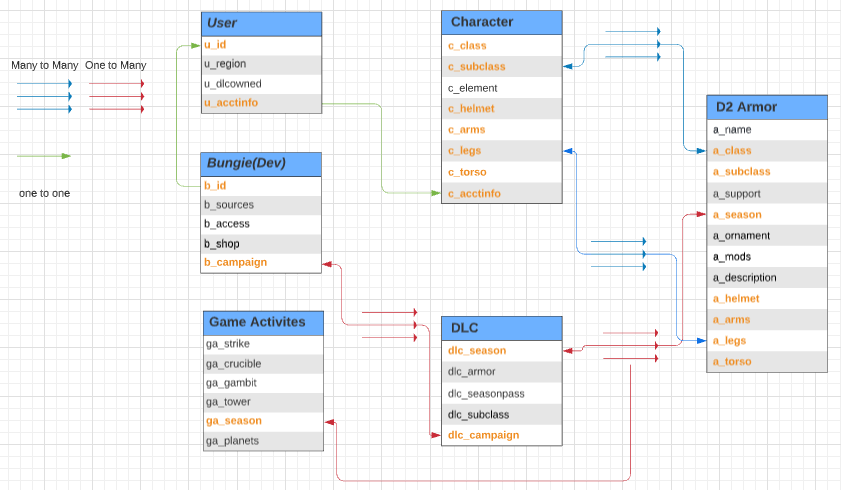 Many to Many
One to Many
one to one
User
u_id
u_region
u_dlcowned
u_acctinfo
Bungie(Dev)
b_id
b_sources
b_access
b_shop
b_campaign
Game Activites
ga_strike
ga_crucible
ga_gambit
ga_tower
ga_season
ga_planets
Character
c_class
c_subclass
c_element
c_helmet
c_arms
c_legs
c_torso
c_acctinfo
DLC
dlc_season
dlc_armor
dlc_seasonpass
dlc_subclass
dlc_campaign
D2 Armor
a_name
a_class
a_subclass
a_support
a_season
a_ornament
a_mods
a_description
a_helmet
a_arms
a_legs
a_torso